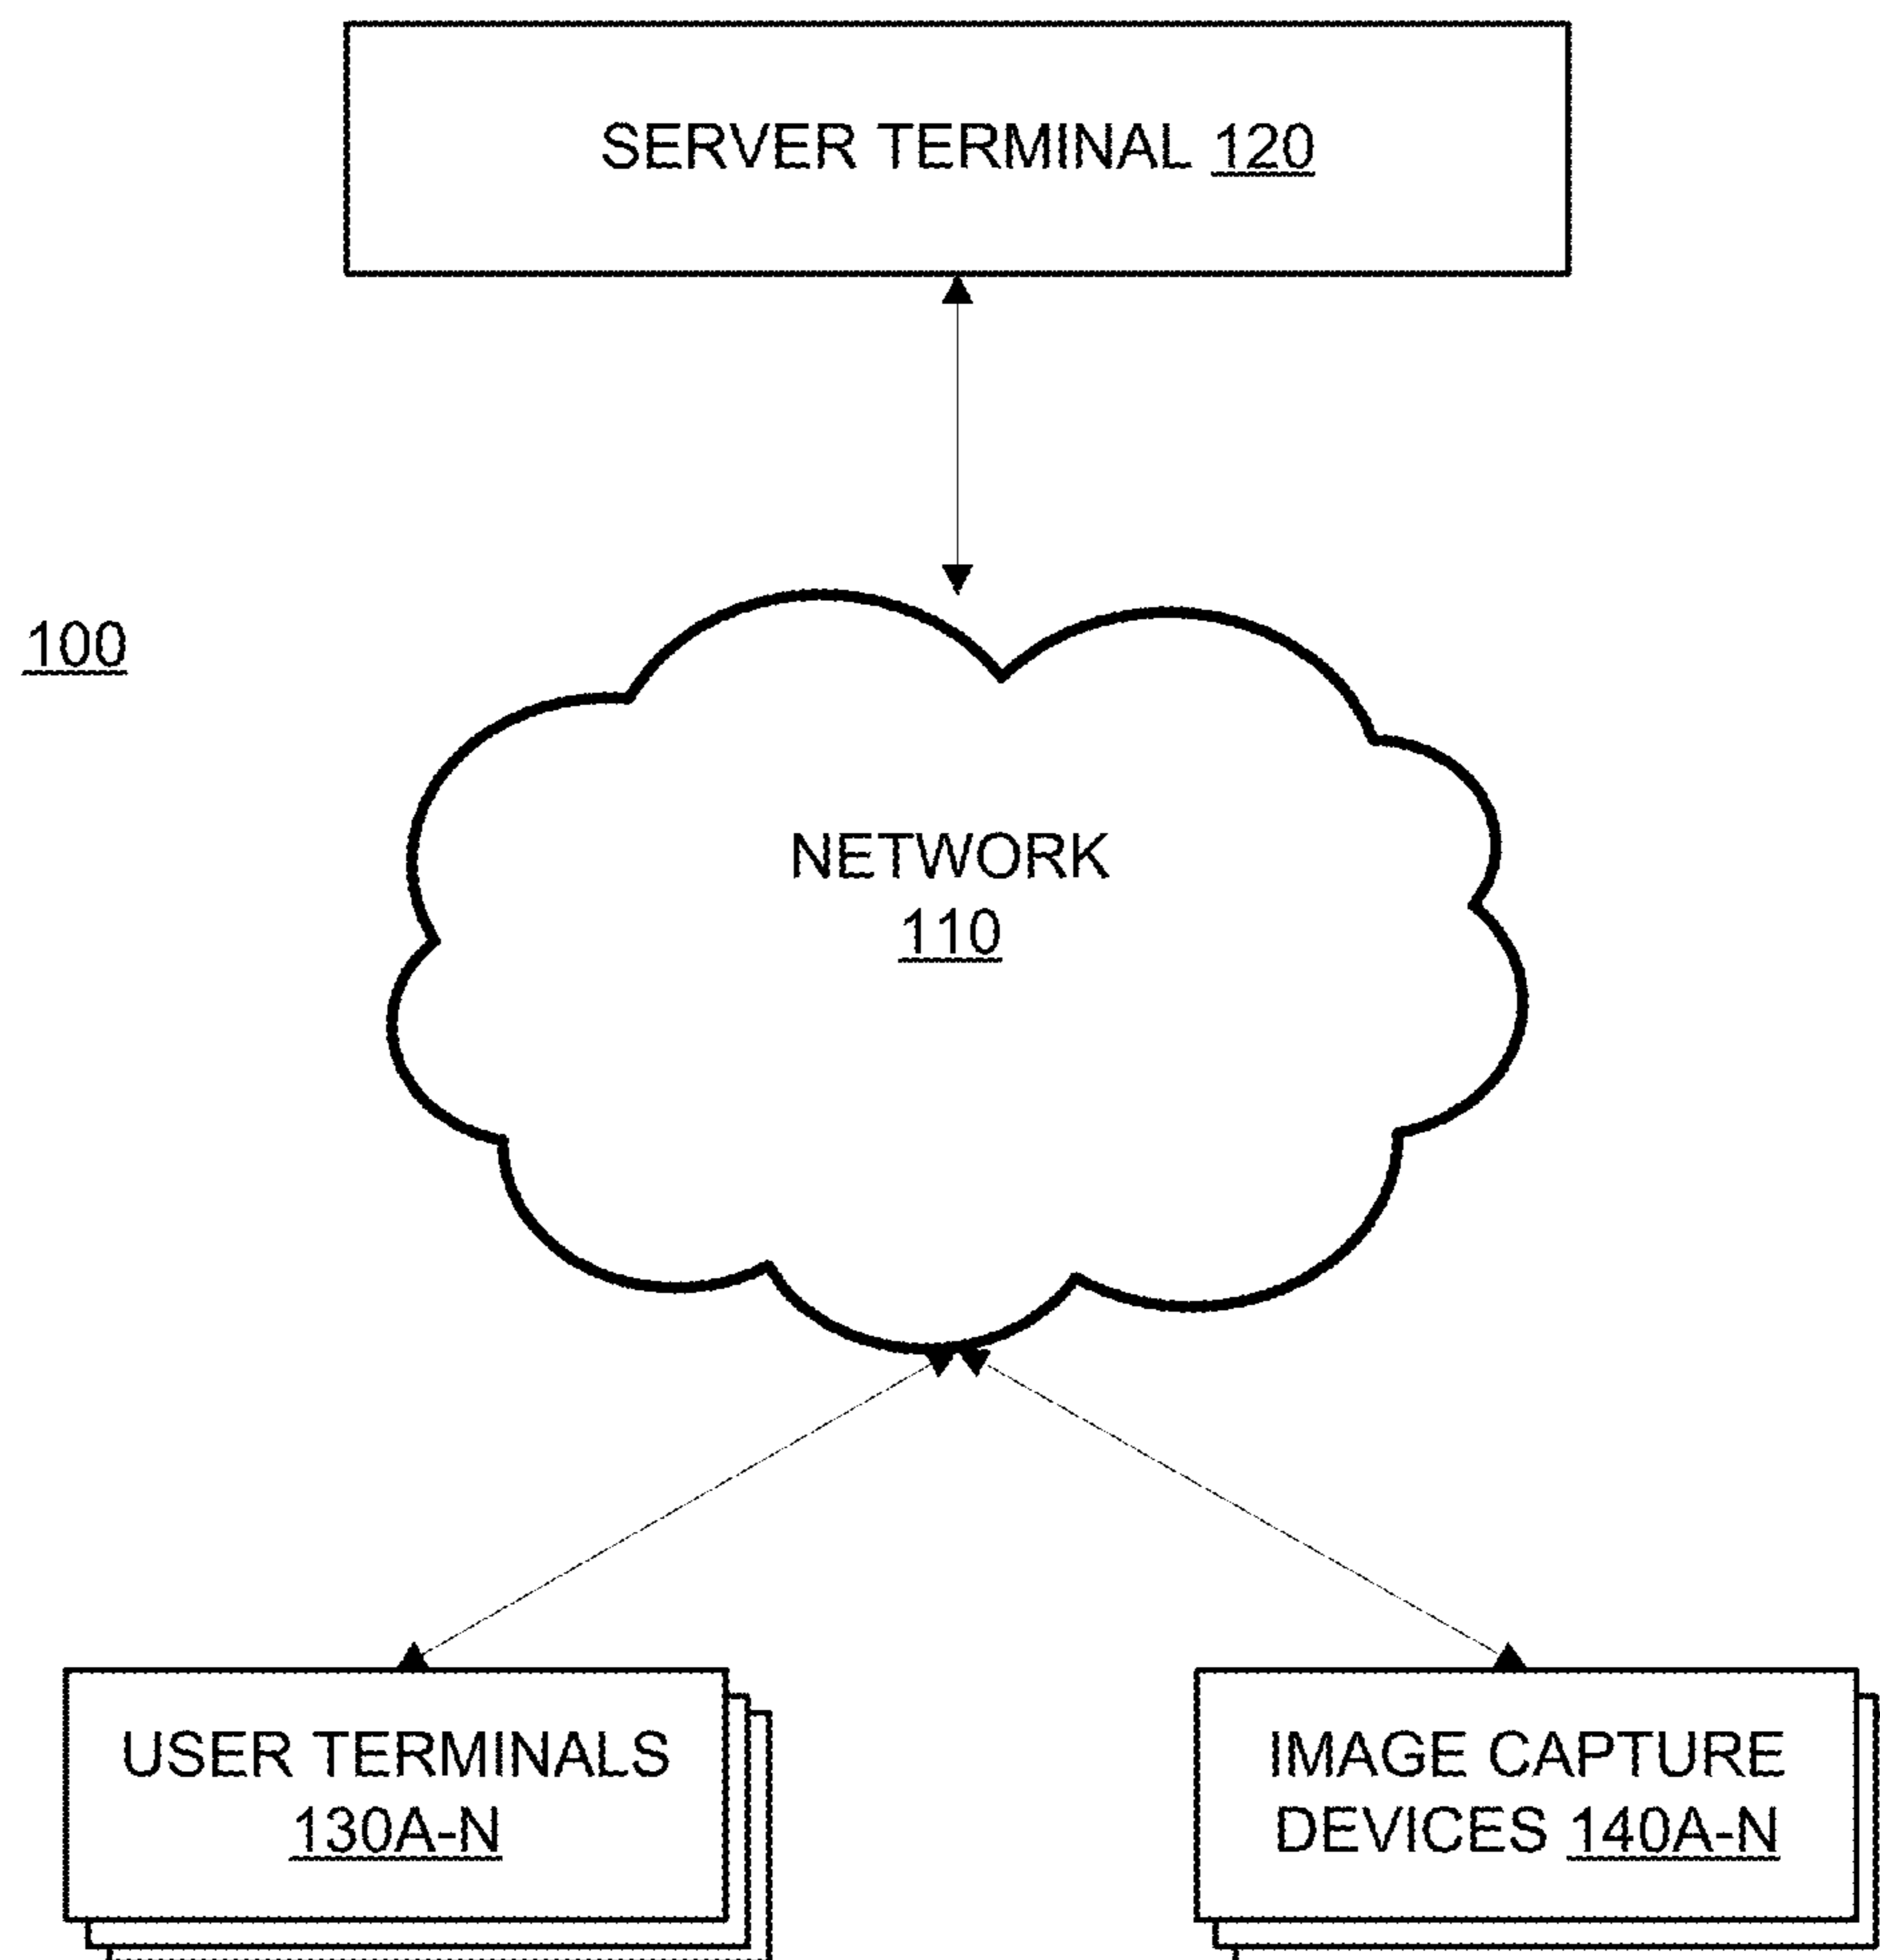 SERVER TERMINAL 120
100
NETWORK
110
USER TERMINALS
130A-N
IMAGE CAPTURE
DEVICES 140A-N